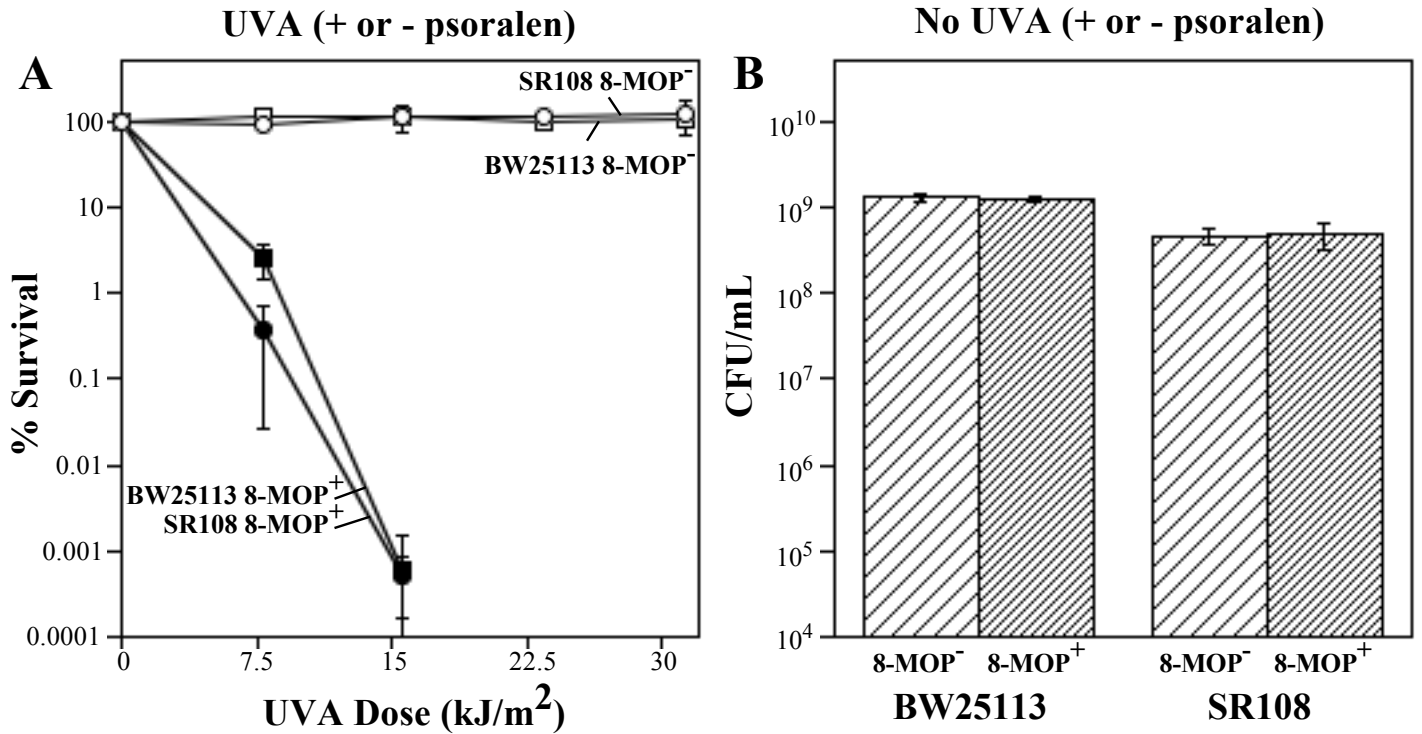 UVA (+ or - psoralen)
A
% Survival
100
10
1
0.1
0.01
0.001
0.0001
SR108 8-MOP⁻
BW25113 8-MOP⁻
BW25113 8-MOP⁺
SR108 8-MOP⁺
0 7.5 15 22.5 30
UVA Dose (kJ/m²)
No UVA (+ or - psoralen)
B
CFU/mL
10¹⁰
10⁹
10⁸
10⁷
10⁶
10⁵
10⁴
8-MOP⁻ 8-MOP⁺ 8-MOP⁻ 8-MOP⁺
BW25113 SR108